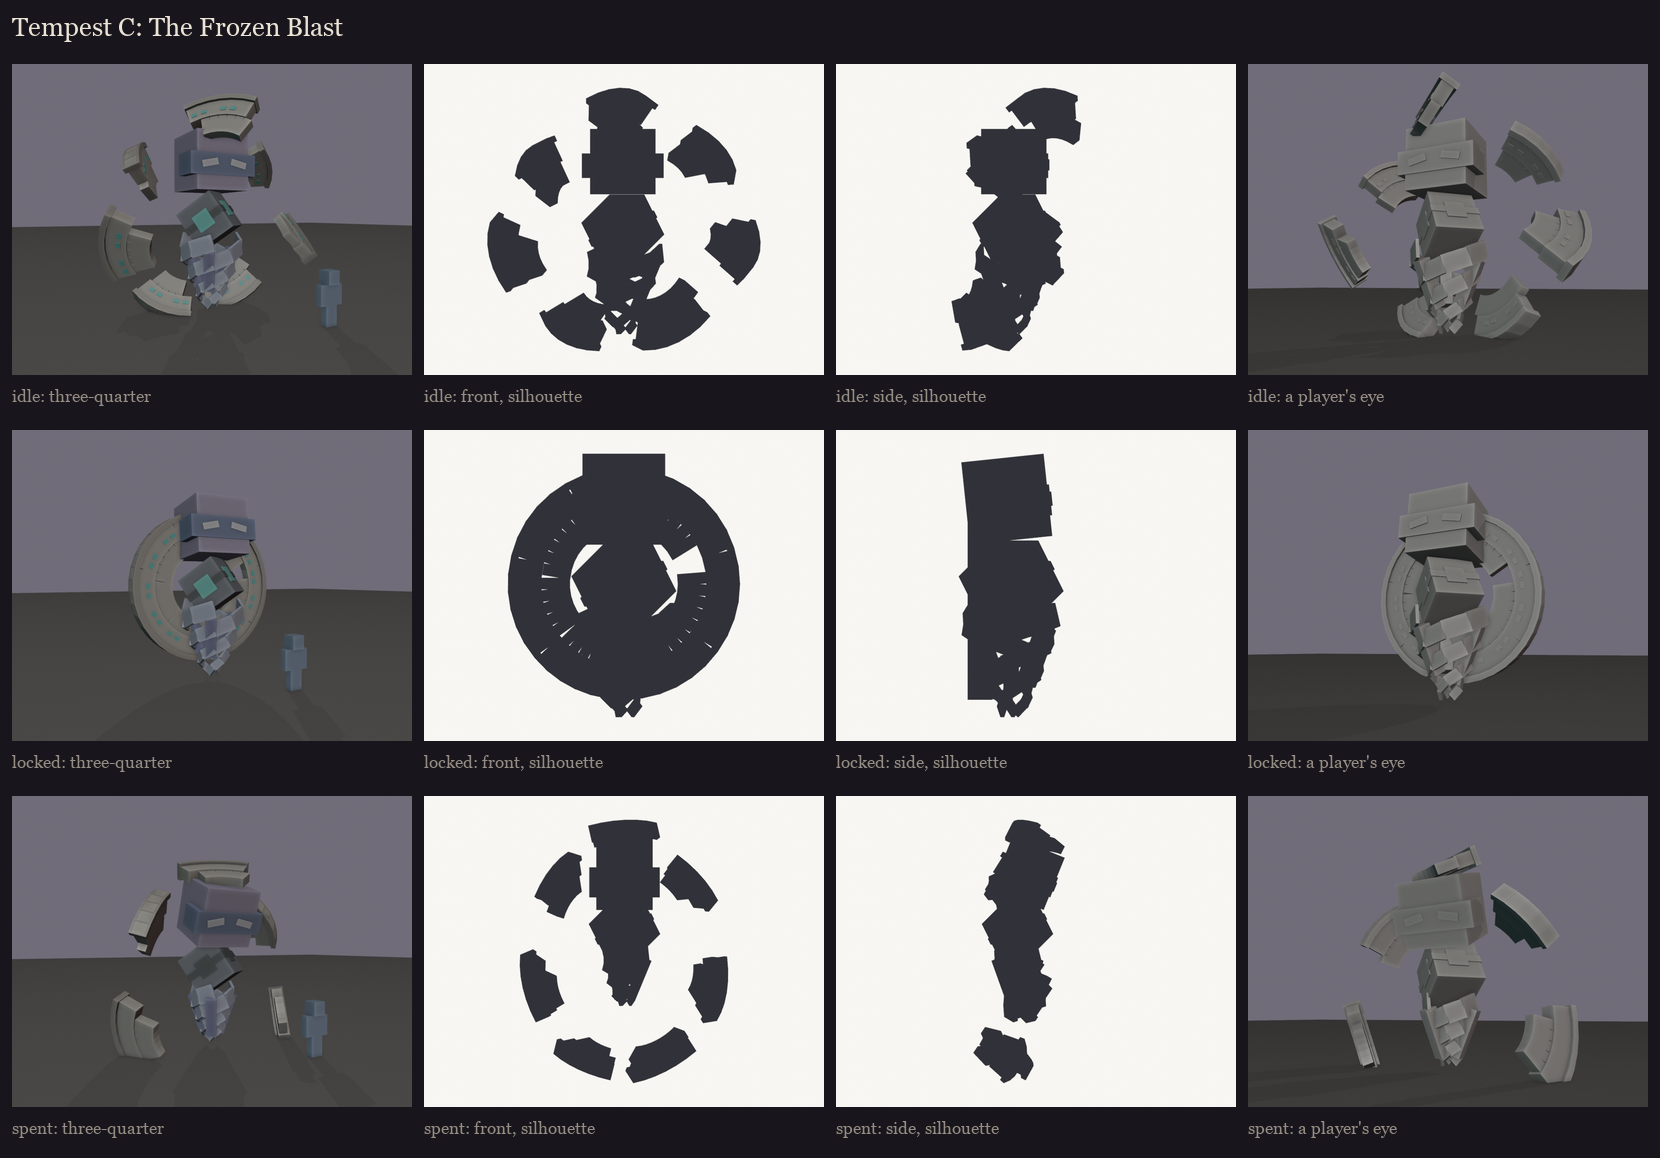 Tempest C: The Frozen Blast
idle: three-quarter
idle: front, silhouette
idle: side, silhouette
idle: a player's eye
locked: three-quarter
locked: front, silhouette
locked: side, silhouette
locked: a player's eye
spent: three-quarter
spent: front, silhouette
spent: side, silhouette
spent: a player's eye